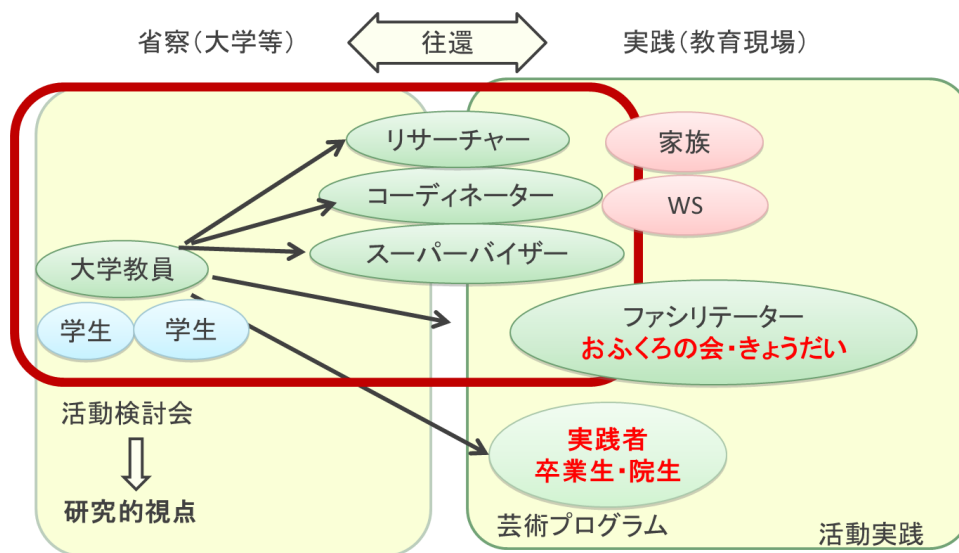 省察（大学等）
往還
実践（教育現場）
リサーチャー
家族
コーディネーター
WS
スーパーバイザー
大学教員
学生
学生
ファシリテーター
おふくろの会・きょうだい
活動検討会
実践者
卒業生・院生
研究的視点
芸術プログラム
活動実践